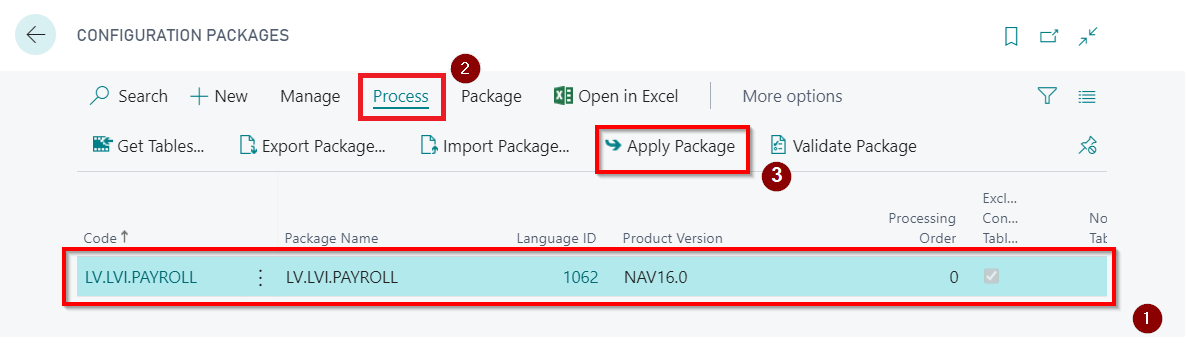 CONFIGURATION PACKAGES
2
Search New Manage Process Package Open in Excel More options
Get Tables... Export Package... Import Package... Apply Package Validate Package
3
Code Package Name Language ID Product Version Processing Order Excl... Con... Tabl... No Tab
LV.LVI.PAYROLL LV.LVI.PAYROLL 1062 NAV16.0 0
1